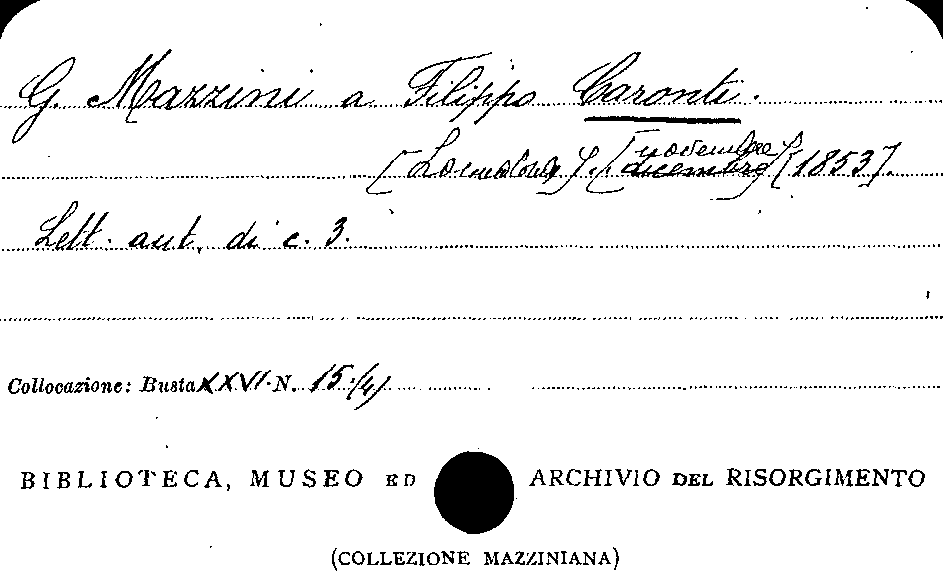 G. Mazzini a Filippo Caronti.
[Londra]. [novembre
dicembre] [1853].
Lett. aut. di c. 3.
Collocazione: Busta XXVI N. 15/4)
BIBLIOTECA, MUSEO ED ARCHIVIO DEL RISORGIMENTO
(COLLEZIONE MAZZINIANA)